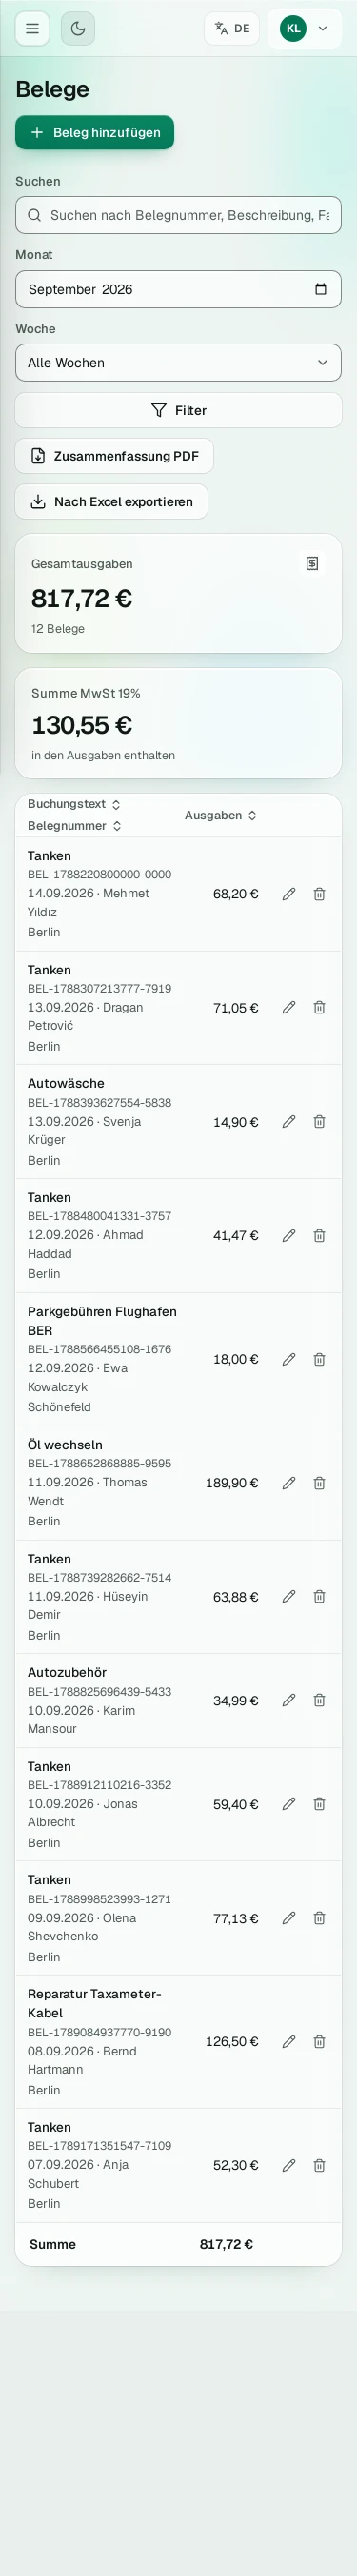 DE
KL
Belege
Beleg hinzufügen
Suchen
Suchen nach Belegnummer, Beschreibung, Fa
Monat
September 2026
Woche
Alle Wochen
Filter
Zusammenfassung PDF
Nach Excel exportieren
Gesamtausgaben
817,72 €
12 Belege
Summe MwSt 19%
130,55 €
in den Ausgaben enthalten
Buchungstext
Belegnummer
Ausgaben
Tanken
BEL-1788220800000-0000
14.09.2026 · Mehmet
Yıldız
Berlin
68,20 €
Tanken
BEL-1788307213777-7919
13.09.2026 · Dragan
Petrović
Berlin
71,05 €
Autowäsche
BEL-1788393627554-5838
13.09.2026 · Svenja
Krüger
Berlin
14,90 €
Tanken
BEL-1788480041331-3757
12.09.2026 · Ahmad
Haddad
Berlin
41,47 €
Parkgebühren Flughafen
BER
BEL-1788566455108-1676
12.09.2026 · Ewa
Kowalczyk
Schönefeld
18,00 €
Öl wechseln
BEL-1788652868885-9595
11.09.2026 · Thomas
Wendt
Berlin
189,90 €
Tanken
BEL-1788739282662-7514
11.09.2026 · Hüseyin
Demir
Berlin
63,88 €
Autozubehör
BEL-1788825696439-5433
10.09.2026 · Karim
Mansour
34,99 €
Tanken
BEL-1788912110216-3352
10.09.2026 · Jonas
Albrecht
Berlin
59,40 €
Tanken
BEL-1788998523993-1271
09.09.2026 · Olena
Shevchenko
Berlin
77,13 €
Reparatur Taxameter-
Kabel
BEL-1789084937770-9190
08.09.2026 · Bernd
Hartmann
Berlin
126,50 €
Tanken
BEL-1789171351547-7109
07.09.2026 · Anja
Schubert
Berlin
52,30 €
Summe
817,72 €